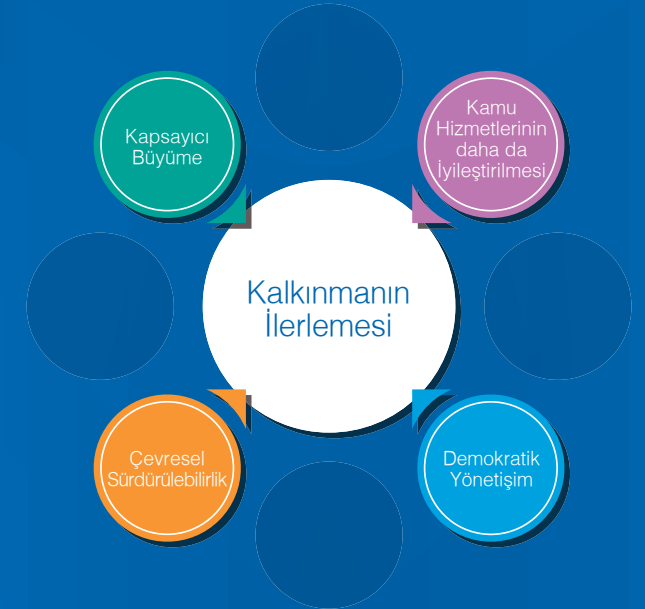 Kapsayıcı
Büyüme
Kamu
Hizmetlerinin
daha da
İyileştirilmesi
Kalkınmanın
İlerlemesi
Çevresel
Sürdürülebilirlik
Demokratik
Yönetişim